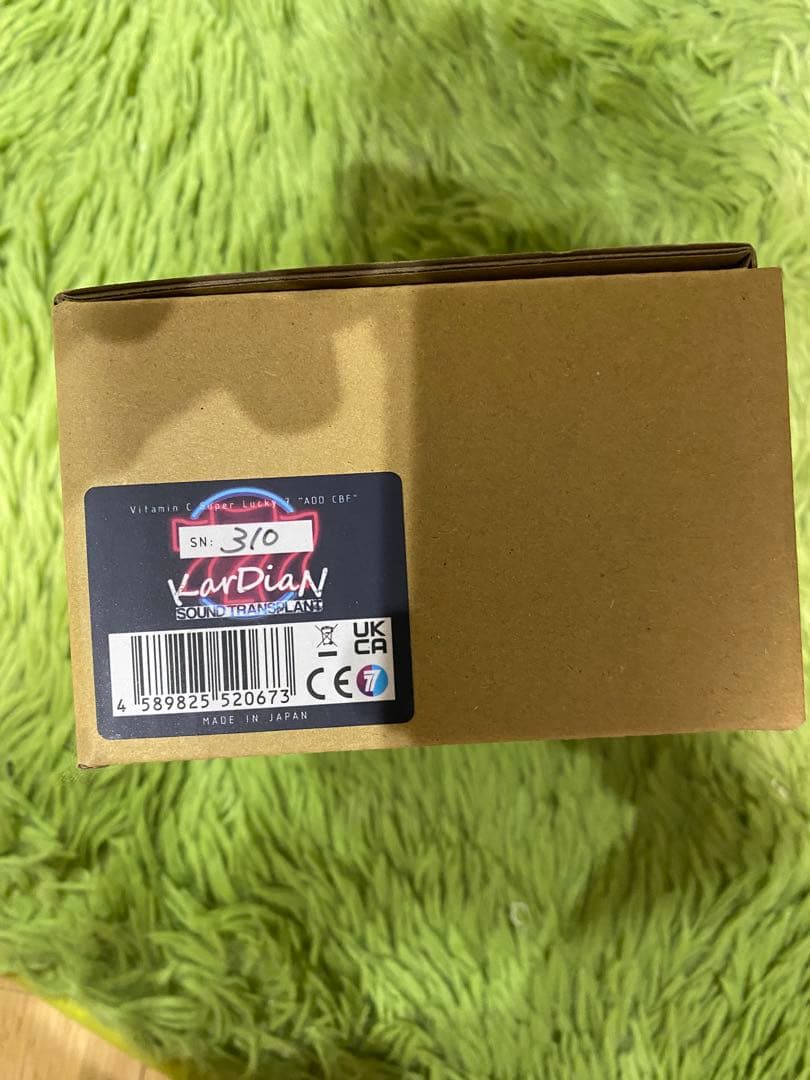 Vitamin C Super Lucky 7 "ADD CBF"
SN: 310
KarDiaN
SOUND TRANSPLANT
UK
CA
CE
7
4 589825 520673
MADE IN JAPAN